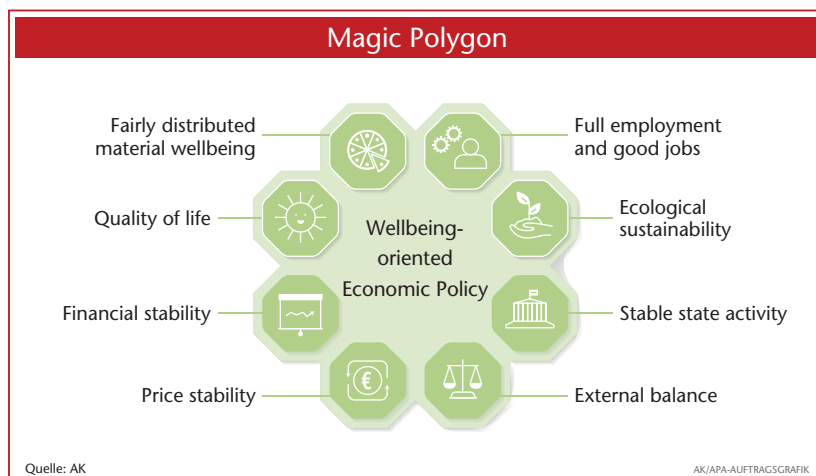 Magic Polygon
Fairly distributed
material wellbeing
Full employment
and good jobs
Quality of life
Ecological
sustainability
Wellbeing-
oriented
Economic Policy
Financial stability
Stable state activity
€
Price stability
External balance
Quelle: AK
AK/APA-AUFTRAGSGRAFIK